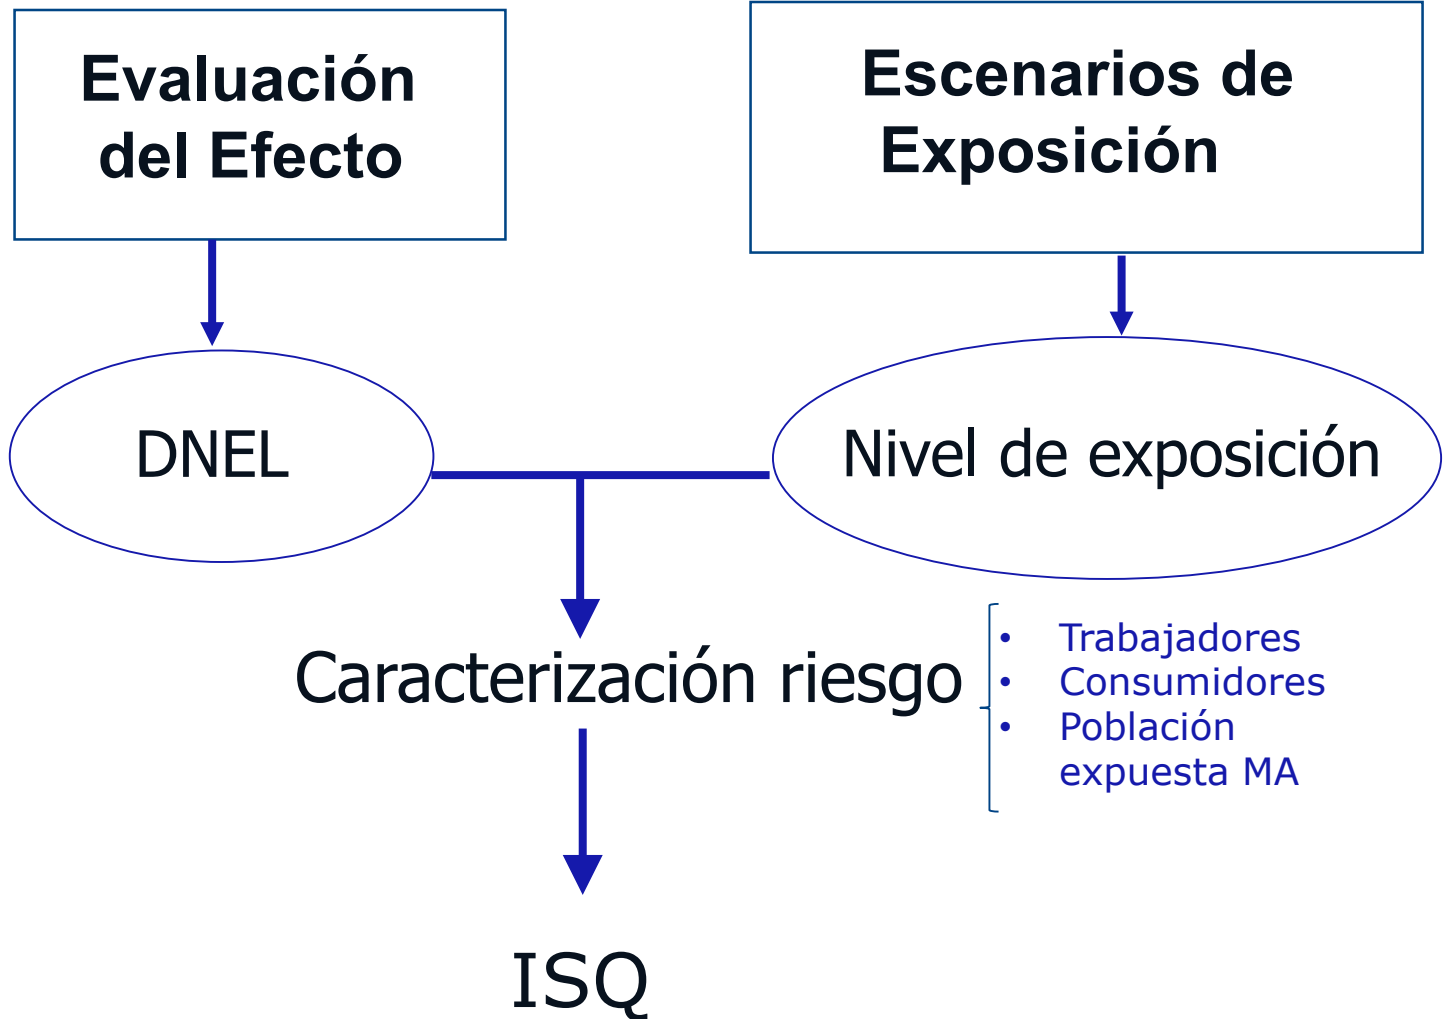 Evaluación
del Efecto
Escenarios de
Exposición
DNEL
Nivel de exposición
Caracterización riesgo
• Trabajadores
• Consumidores
• Población
expuesta MA
ISQ